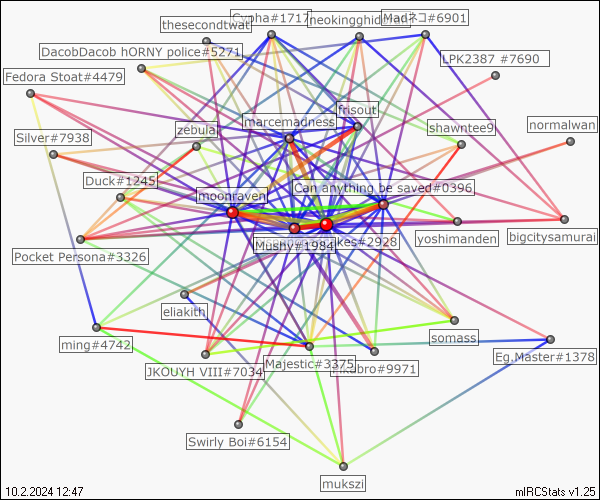 thesecondtwat
Cypha#1717
neokingghid
Madネコ#6901
DacobDacob hORNY police#5271
LPK2387 #7690
Fedora Stoat#4479
frisout
marcemadness
shawntee9
normalwan
Silver#7938
zebula
Duck#1245
Can anything be saved#0396
moonraven
yoshimanden
bigcitysamurai
Mushy#1984
akes#2928
Pocket Persona#3326
eliakith
somass
ming#4742
Eg.Master#1378
JKOUYH VIII#7034
Majestic#3375
bro#9971
Swirly Boi#6154
mukszi
10.2.2024 12:47
mIRCStats v1.25